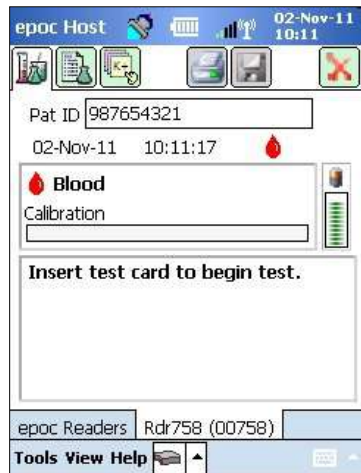 epoc Host
02-Nov-11
10:11
K+
Pat ID 987654321
02-Nov-11 10:11:17
Blood
Calibration
Insert test card to begin test.
epoc Readers Rdr758 (00758)
Tools View Help